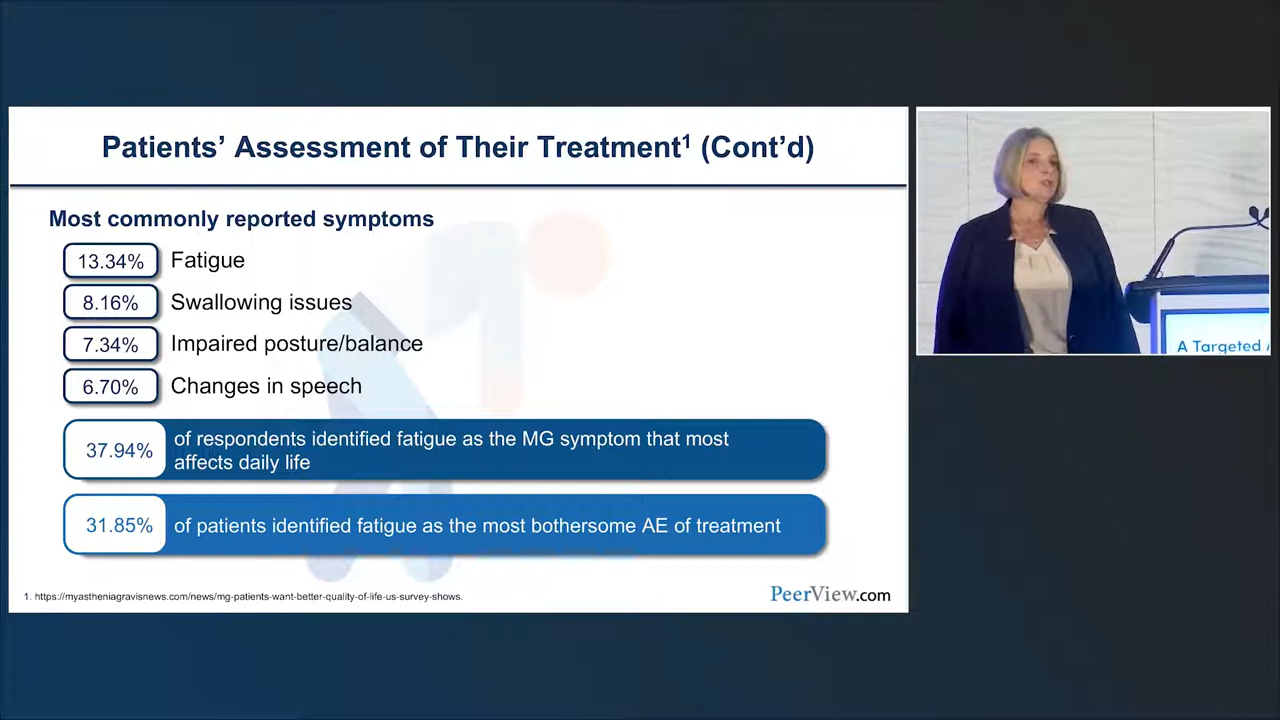 Patients’ Assessment of Their Treatment¹ (Cont’d)
Most commonly reported symptoms
13.34% Fatigue
8.16% Swallowing issues
7.34% Impaired posture/balance
6.70% Changes in speech
37.94% of respondents identified fatigue as the MG symptom that most
affects daily life
31.85% of patients identified fatigue as the most bothersome AE of treatment
1. https://myastheniagravisnews.com/news/mg-patients-want-better-quality-of-life-us-survey-shows.
PeerView.com
A Targeted